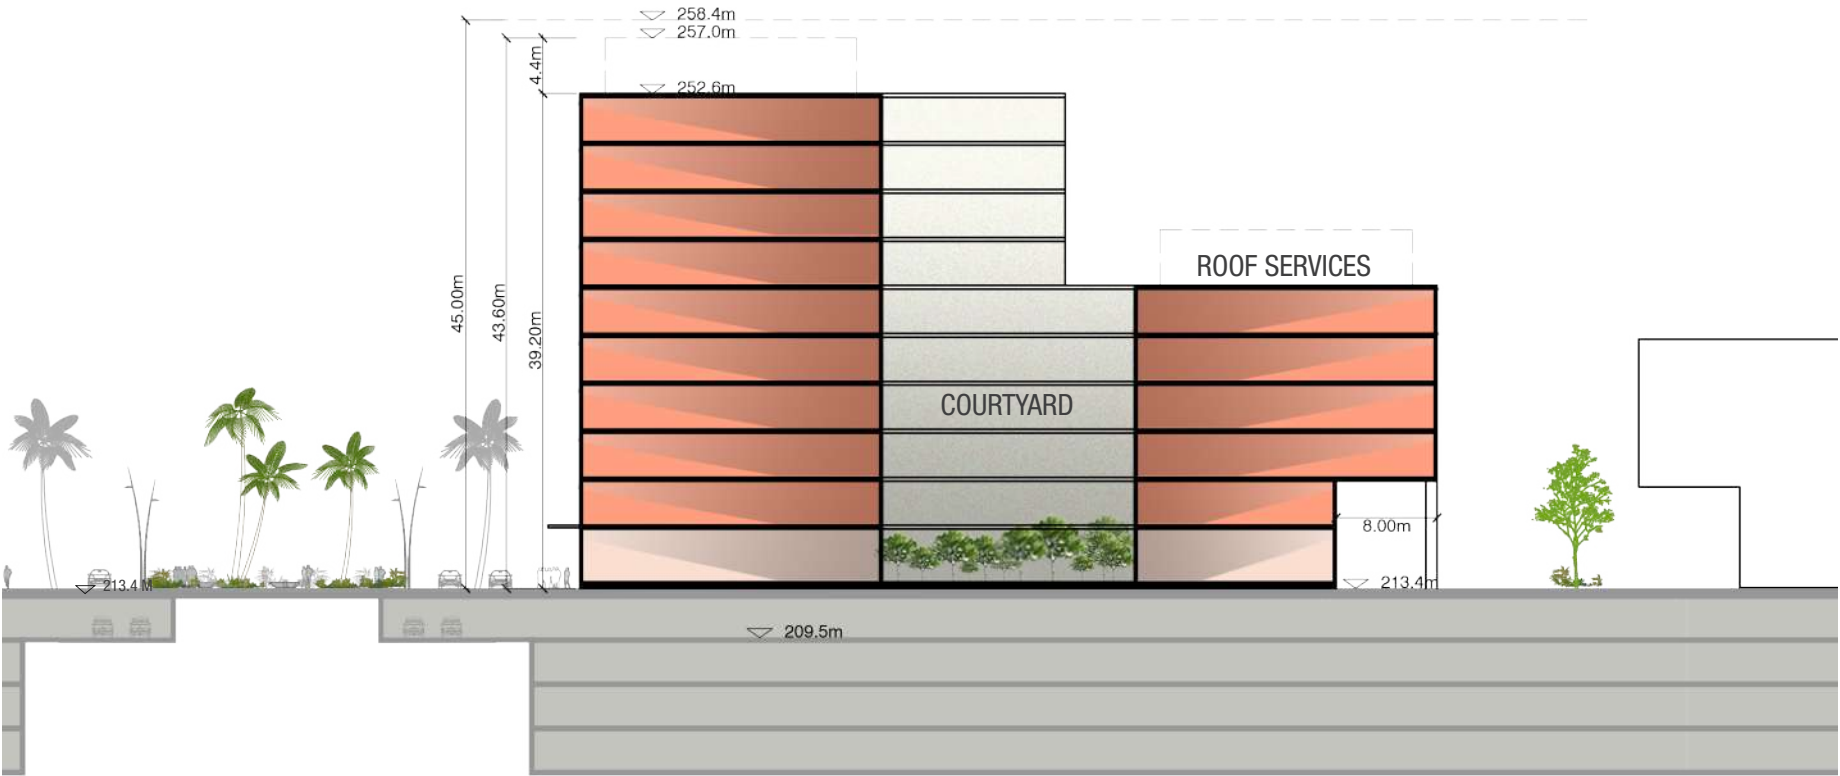 258.4m
257.0m
4.4m
252.6m
ROOF SERVICES
45.00m
43.60m
39.20m
COURTYARD
8.00m
213.4 M
213.4m
209.5m